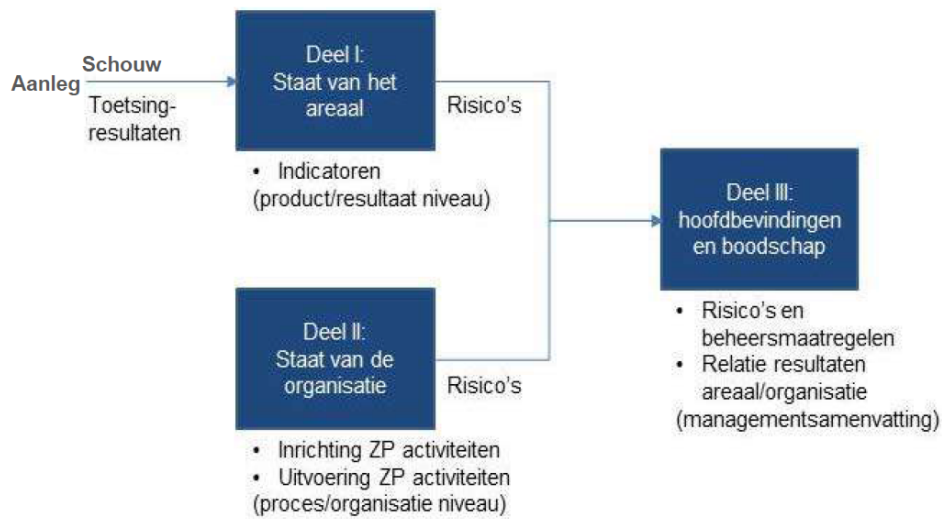 Schouw
Aanleg
Toetsing-
resultaten
Deel I:
Staat van het
areaal
Risico's
• Indicatoren
(product/resultaat niveau)
Deel II:
Staat van de
organisatie
Risico's
• Inrichting ZP activiteiten
• Uitvoering ZP activiteiten
(proces/organisatie niveau)
Deel III:
hoofdbevindingen
en boodschap
• Risico's en
beheersmaatregelen
• Relatie resultaten
areaal/organisatie
(managementsamenvatting)